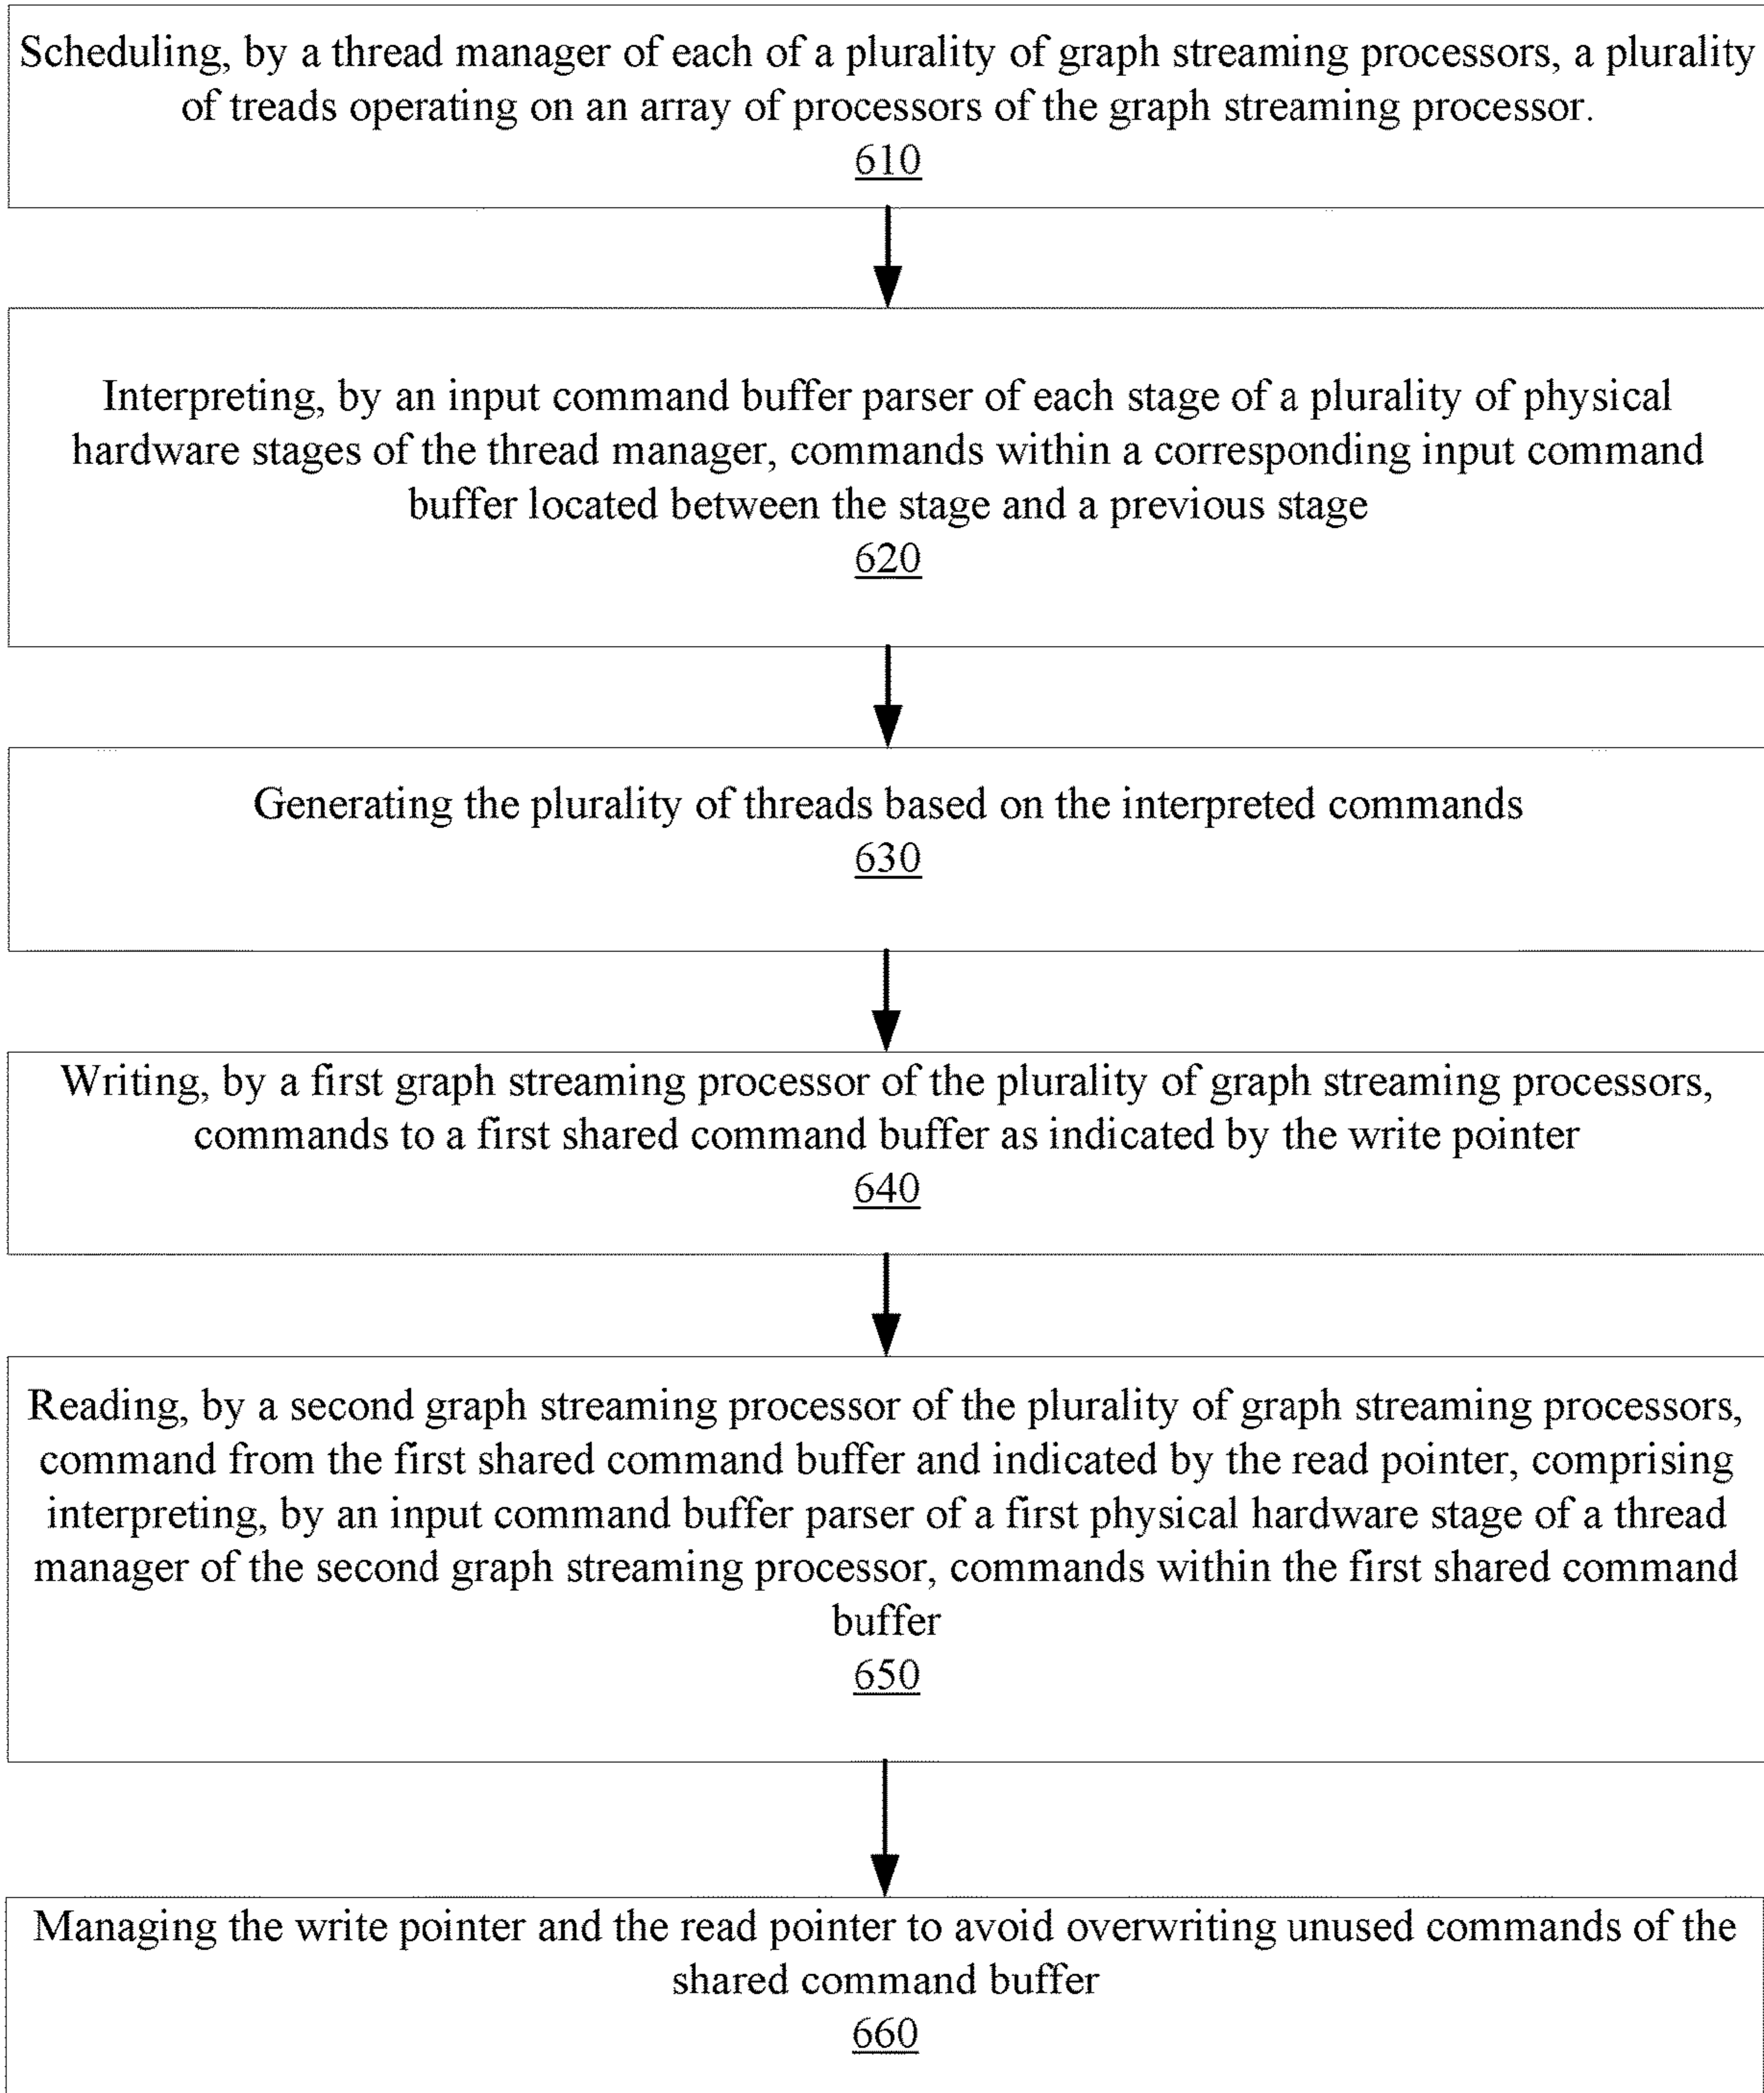 Scheduling, by a thread manager of each of a plurality of graph streaming processors, a plurality
of treads operating on an array of processors of the graph streaming processor.
610
Interpreting, by an input command buffer parser of each stage of a plurality of physical
hardware stages of the thread manager, commands within a corresponding input command
buffer located between the stage and a previous stage
620
Generating the plurality of threads based on the interpreted commands
630
Writing, by a first graph streaming processor of the plurality of graph streaming processors,
commands to a first shared command buffer as indicated by the write pointer
640
Reading, by a second graph streaming processor of the plurality of graph streaming processors,
command from the first shared command buffer and indicated by the read pointer, comprising
interpreting, by an input command buffer parser of a first physical hardware stage of a thread
manager of the second graph streaming processor, commands within the first shared command
buffer
650
Managing the write pointer and the read pointer to avoid overwriting unused commands of the
shared command buffer
660